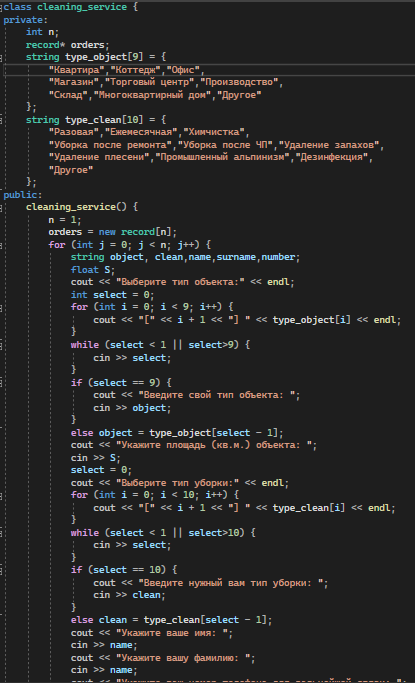 class cleaning_service {
private:
int n;
record* orders;
string type_object[9] = {
"Квартира","Коттедж","Офис",
"Магазин","Торговый центр","Производство",
"Склад","Многоквартирный дом","Другое"
};
string type_clean[10] = {
"Разовая","Ежемесячная","Химчистка",
"Уборка после ремонта","Уборка после ЧП","Удаление запахов",
"Удаление плесени","Промышленный альпинизм","Дезинфекция",
"Другое"
};
public:
cleaning_service() {
n = 1;
orders = new record[n];
for (int j = 0; j < n; j++) {
string object, clean,name,surname,number;
float S;
cout << "Выберите тип объекта:" << endl;
int select = 0;
for (int i = 0; i < 9; i++) {
cout << "[" << i + 1 << "] " << type_object[i] << endl;
}
while (select < 1 || select>9) {
cin >> select;
}
if (select == 9) {
cout << "Введите свой тип объекта: ";
cin >> object;
}
else object = type_object[select - 1];
cout << "Укажите площадь (кв.м.) объекта: ";
cin >> S;
select = 0;
cout << "Выберите тип уборки:" << endl;
for (int i = 0; i < 10; i++) {
cout << "[" << i + 1 << "] " << type_clean[i] << endl;
}
while (select < 1 || select>10) {
cin >> select;
}
if (select == 10) {
cout << "Введите нужный вам тип уборки: ";
cin >> clean;
}
else clean = type_clean[select - 1];
cout << "Укажите ваше имя: ";
cin >> name;
cout << "Укажите вашу фамилию: ";
cin >> name;